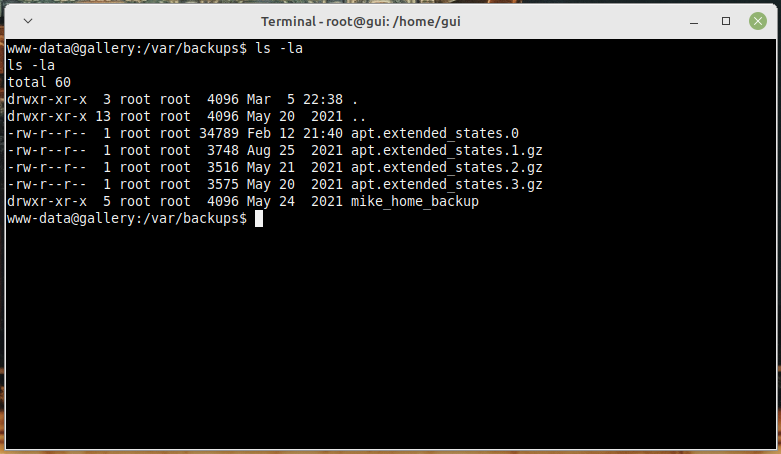 Terminal - root@gui: /home/gui
www-data@gallery:/var/backups$ ls -la
ls -la
total 60
drwxr-xr-x  3 root root  4096 Mar  5 22:38 .
drwxr-xr-x 13 root root  4096 May 20  2021 ..
-rw-r--r--  1 root root 34789 Feb 12 21:40 apt.extended_states.0
-rw-r--r--  1 root root  3748 Aug 25  2021 apt.extended_states.1.gz
-rw-r--r--  1 root root  3516 May 21  2021 apt.extended_states.2.gz
-rw-r--r--  1 root root  3575 May 20  2021 apt.extended_states.3.gz
drwxr-xr-x  5 root root  4096 May 24  2021 mike_home_backup
www-data@gallery:/var/backups$